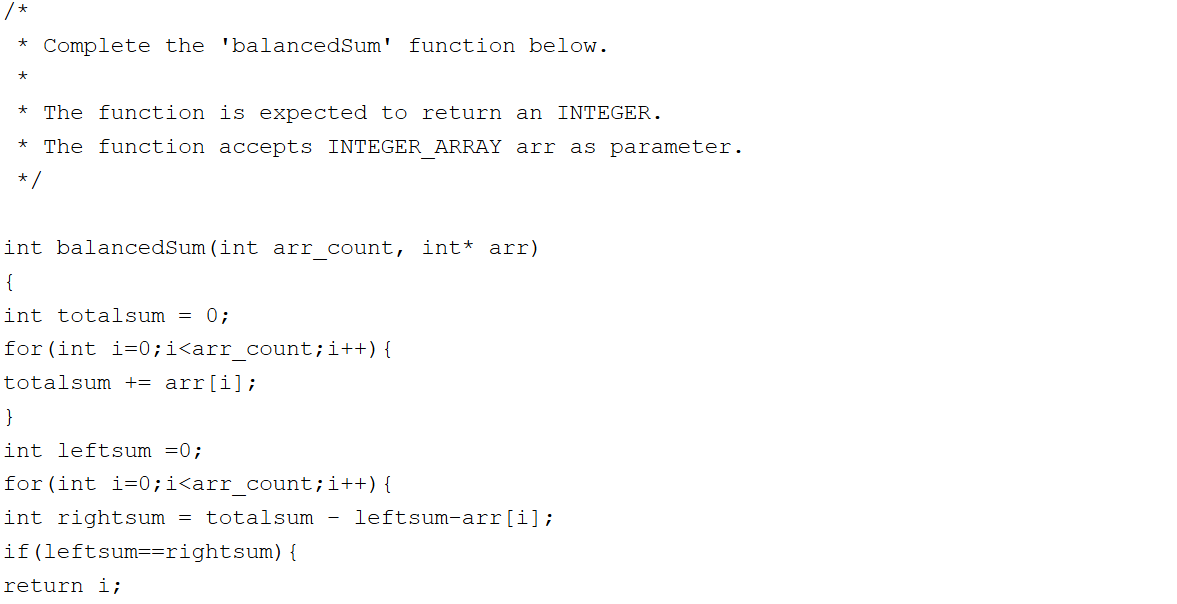 /*
 * Complete the 'balancedSum' function below.
 *
 * The function is expected to return an INTEGER.
 * The function accepts INTEGER_ARRAY arr as parameter.
 */

int balancedSum(int arr_count, int* arr)
{
int totalsum = 0;
for(int i=0;i<arr_count;i++){
totalsum += arr[i];
}
int leftsum =0;
for(int i=0;i<arr_count;i++){
int rightsum = totalsum - leftsum-arr[i];
if(leftsum==rightsum){
return i;